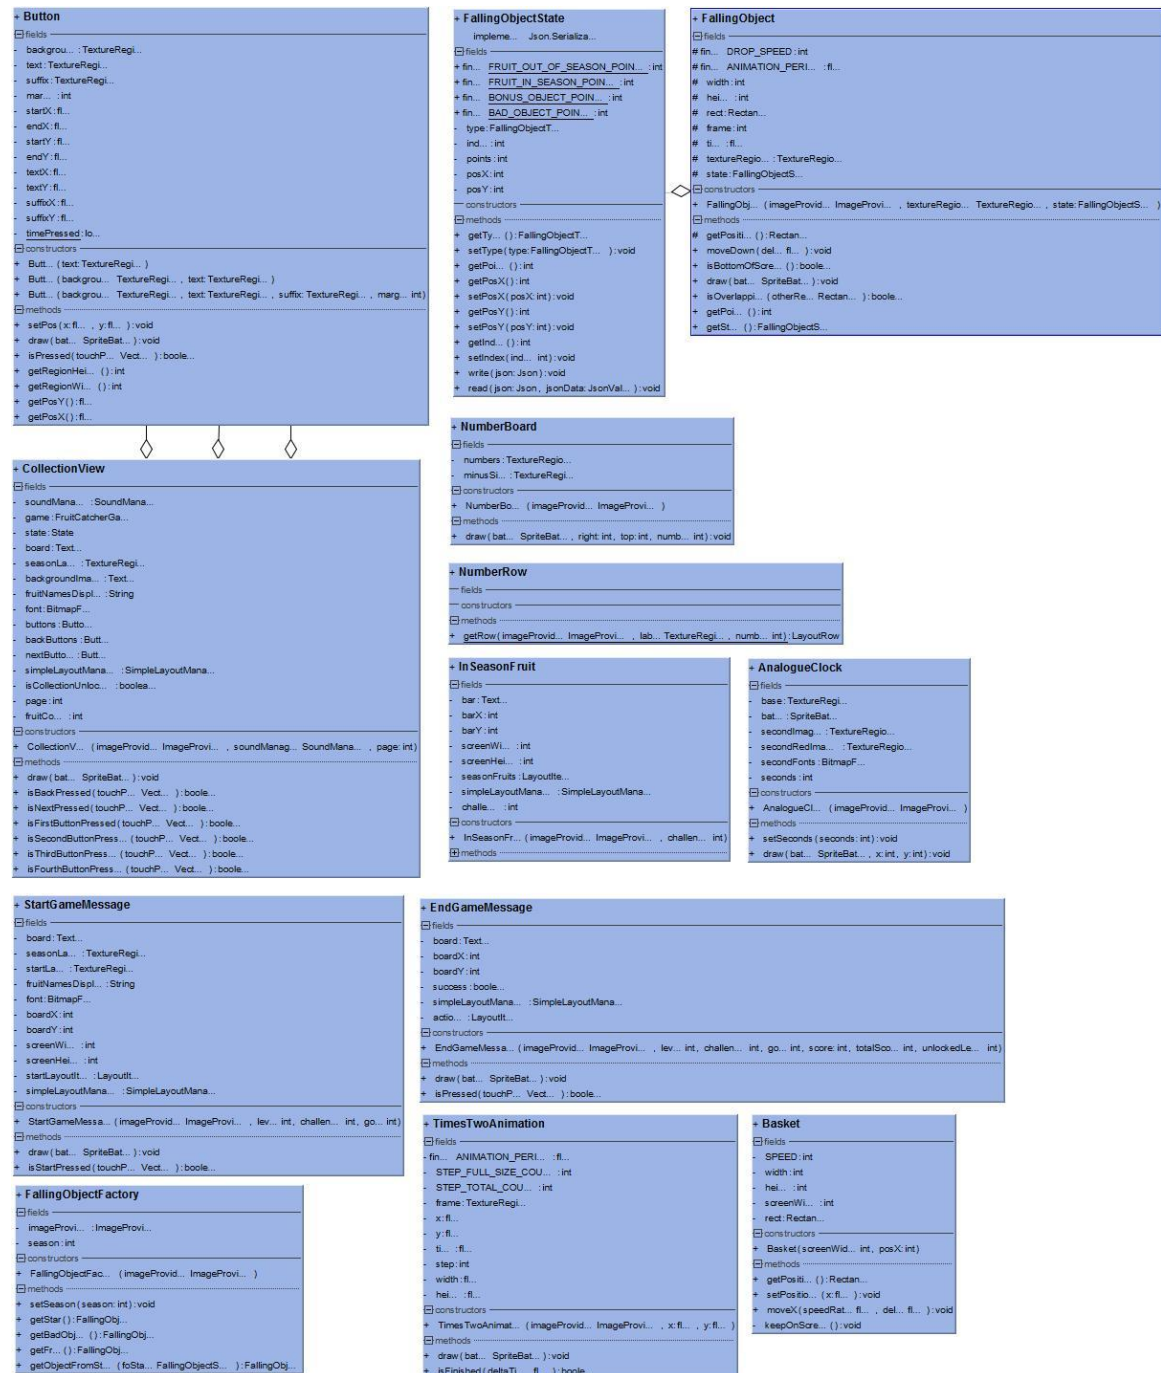 + Button
fields
- backgrou... : TextureRegi...
- text: TextureRegi...
- suffix: TextureRegi...
- mar... : int
- startX: fl...
- endX: fl...
- startY: fl...
- endY: fl...
- textX: fl...
- textY: fl...
- suffixX: fl...
- suffixY: fl...
- timePressed: lo...
constructors
+ Butt... (text: TextureRegi... )
+ Butt... (backgrou... TextureRegi... , text: TextureRegi... )
+ Butt... (backgrou... TextureRegi... , text: TextureRegi... , suffix: TextureRegi... , marg... int)
methods
+ setPos(x: fl... , y: fl... ): void
+ draw(bat... SpriteBat... ): void
+ isPressed(touchP... Vect... ): boole...
+ getRegionHei... (): int
+ getRegionWi... (): int
+ getPosY(): fl...
+ getPosX(): fl...
+ FallingObjectState
impleme... Json.Serializa...
fields
+ fin... FRUIT_OUT_OF_SEASON_POIN... : int
+ fin... FRUIT_IN_SEASON_POIN... : int
+ fin... BONUS_OBJECT_POIN... : int
+ fin... BAD_OBJECT_POIN... : int
- type: FallingObjectT...
- ind... : int
- points: int
- posX: int
- posY: int
constructors
methods
+ getTy... (): FallingObjectT...
+ setType(type: FallingObjectT... ): void
+ getPoi... (): int
+ getPosX(): int
+ setPosX(posX: int): void
+ getPosY(): int
+ setPosY(posY: int): void
+ getInd... (): int
+ setIndex(ind... int): void
+ write(json: Json): void
+ read(json: Json, jsonData: JsonVal... ): void
+ FallingObject
fields
# fin... DROP_SPEED: int
# fin... ANIMATION_PERI... : fl...
# width: int
# hei... : int
# rect: Rectan...
# frame: int
# ti... : fl...
# textureRegio... : TextureRegio...
# state: FallingObjectS...
constructors
+ FallingObj... (imageProvid... ImageProvi... , textureRegio... TextureRegio... , state: FallingObjectS... )
methods
# getPositi... (): Rectan...
+ moveDown(del... fl... ): void
+ isBottomOfScre... (): boole...
+ draw(bat... SpriteBat... ): void
+ isOverlappi... (otherRe... Rectan... ): boole...
+ getPoi... (): int
+ getSt... (): FallingObjectS...
+ CollectionView
fields
- soundMana... : SoundMana...
- game: FruitCatcherGa...
- state: State
- board: Text...
- seasonLa... : TextureRegi...
- backgroundIma... : Text...
- fruitNamesDispl... : String
- font: BitmapF...
- buttons: Butto...
- backButtons: Butt...
- nextButto... : Butt...
- simpleLayoutMana... : SimpleLayoutMana...
- isCollectionUnloc... : boolea...
- page: int
- fruitCo... : int
constructors
+ CollectionV... (imageProvid... ImageProvi... , soundManag... SoundMana... , page: int)
methods
+ draw(bat... SpriteBat... ): void
+ isBackPressed(touchP... Vect... ): boole...
+ isNextPressed(touchP... Vect... ): boole...
+ isFirstButtonPressed(touchP... Vect... ): boole...
+ isSecondButtonPress... (touchP... Vect... ): boole...
+ isThirdButtonPress... (touchP... Vect... ): boole...
+ isFourthButtonPress... (touchP... Vect... ): boole...
+ NumberBoard
fields
- numbers: TextureRegio...
- minusSi... : TextureRegi...
constructors
+ NumberBo... (imageProvid... ImageProvi... )
methods
+ draw(bat... SpriteBat... , right: int, top: int, numb... int): void
+ NumberRow
fields
constructors
methods
+ getRow(imageProvid... ImageProvi... , lab... TextureRegi... , numb... int): LayoutRow
+ InSeasonFruit
fields
- bar: Text...
- barX: int
- barY: int
- screenWi... : int
- screenHei... : int
- seasonFruits: LayoutIte...
- simpleLayoutMana... : SimpleLayoutMana...
- challe... : int
constructors
+ InSeasonFr... (imageProvid... ImageProvi... , challen... int)
methods
+ AnalogueClock
fields
- base: TextureRegi...
- bat... : SpriteBat...
- secondImag... : TextureRegio...
- secondRedIma... : TextureRegio...
- secondFonts: BitmapF...
- seconds: int
constructors
+ AnalogueCl... (imageProvid... ImageProvi... )
methods
+ setSeconds(seconds: int): void
+ draw(bat... SpriteBat... , x: int, y: int): void
+ StartGameMessage
fields
- board: Text...
- seasonLa... : TextureRegi...
- startLa... : TextureRegi...
- fruitNamesDispl... : String
- font: BitmapF...
- boardX: int
- boardY: int
- screenWi... : int
- screenHei... : int
- startLayoutIt... : LayoutIt...
- simpleLayoutMana... : SimpleLayoutMana...
constructors
+ StartGameMessa... (imageProvid... ImageProvi... , lev... int, challen... int, go... int)
methods
+ draw(bat... SpriteBat... ): void
+ isStartPressed(touchP... Vect... ): boole...
+ EndGameMessage
fields
- board: Text...
- boardX: int
- boardY: int
- success: boole...
- simpleLayoutMana... : SimpleLayoutMana...
- actio... : LayoutIt...
constructors
+ EndGameMessa... (imageProvid... ImageProvi... , lev... int, challen... int, go... int, score: int, totalSco... int, unlockedLe... int)
methods
+ draw(bat... SpriteBat... ): void
+ isPressed(touchP... Vect... ): boole...
+ FallingObjectFactory
fields
- imageProvi... : ImageProvi...
- season: int
constructors
+ FallingObjectFac... (imageProvid... ImageProvi... )
methods
+ setSeason(season: int): void
+ getStar(): FallingObj...
+ getBadObj... (): FallingObj...
+ getFr... (): FallingObj...
+ getObjectFromSt... (foSta... FallingObjectS... ): FallingObj...
+ TimesTwoAnimation
fields
- fin... ANIMATION_PERI... : fl...
- STEP_FULL_SIZE_COU... : int
- STEP_TOTAL_COU... : int
- frame: TextureRegi...
- x: fl...
- y: fl...
- ti... : fl...
- step: int
- width: fl...
- hei... : fl...
constructors
+ TimesTwoAnimat... (imageProvid... ImageProvi... , x: fl... , y: fl... )
methods
+ draw(bat... SpriteBat... ): void
+ isFinished(deltaTi... fl... ): boole...
+ Basket
fields
- SPEED: int
- width: int
- hei... : int
- screenWi... : int
- rect: Rectan...
constructors
+ Basket(screenWid... int, posX: int)
methods
+ getPositi... (): Rectan...
+ setPositio... (x: fl... ): void
+ moveX(speedRat... fl... , del... fl... ): void
- keepOnScre... (): void